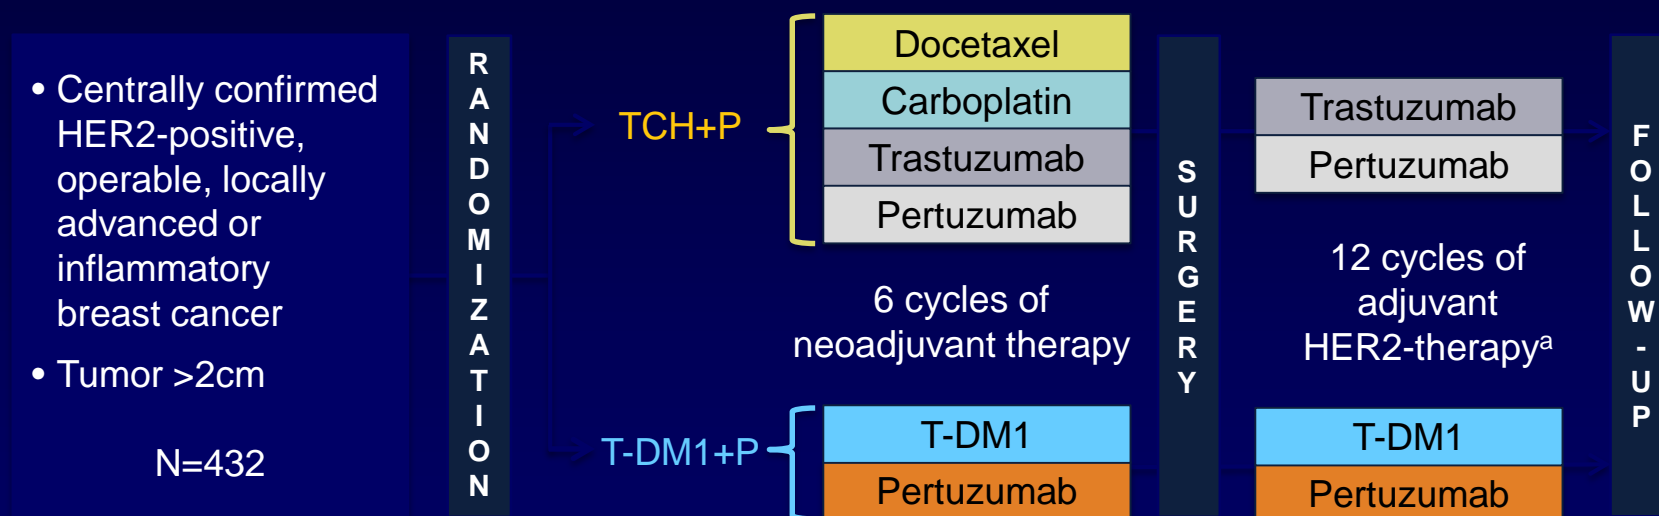 • Centrally confirmed
HER2-positive,
operable, locally
advanced or
inflammatory
breast cancer
• Tumor >2cm
N=432
RANDOMIZATION
TCH+P
Docetaxel
Carboplatin
Trastuzumab
Pertuzumab
6 cycles of
neoadjuvant therapy
T-DM1+P
T-DM1
Pertuzumab
SURGERY
Trastuzumab
Pertuzumab
12 cycles of
adjuvant
HER2-therapyᵃ
T-DM1
Pertuzumab
FOLLOW-UP